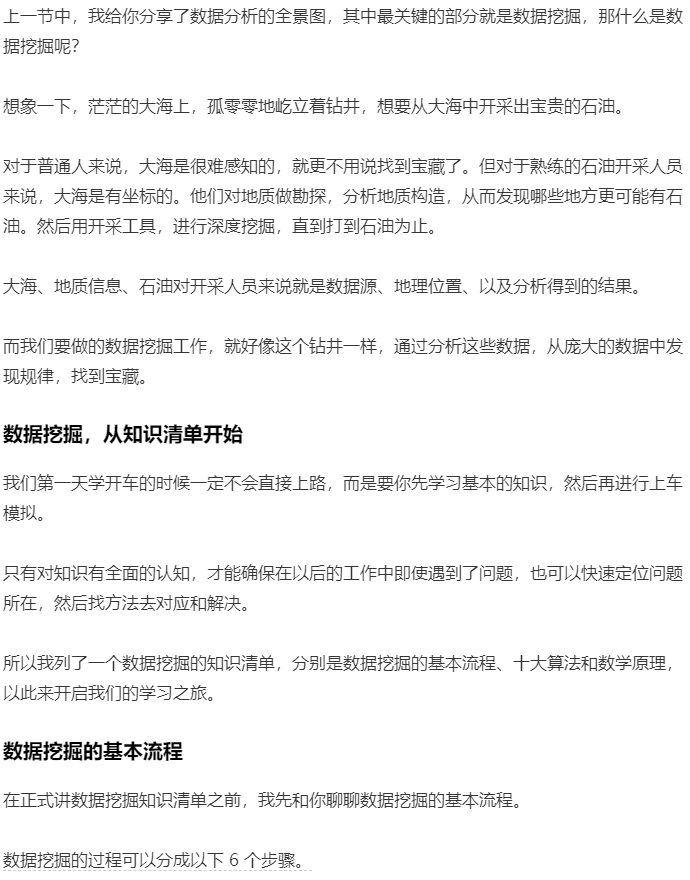 上一节中，我给你分享了数据分析的全景图，其中最关键的部分就是数据挖掘，那什么是数
据挖掘呢？
想象一下，茫茫的大海上，孤零零地屹立着钻井，想要从大海中开采出宝贵的石油。
对于普通人来说，大海是很难感知的，就更不用说找到宝藏了。但对于熟练的石油开采人员
来说，大海是有坐标的。他们对地质做勘探，分析地质构造，从而发现哪些地方更可能有石
油。然后用开采工具，进行深度挖掘，直到打到石油为止。
大海、地质信息、石油对开采人员来说就是数据源、地理位置、以及分析得到的结果。
而我们要做的数据挖掘工作，就好像这个钻井一样，通过分析这些数据，从庞大的数据中发
现规律，找到宝藏。
数据挖掘，从知识清单开始
我们第一天学开车的时候一定不会直接上路，而是要你先学习基本的知识，然后再进行上车
模拟。
只有对知识有全面的认知，才能确保在以后的工作中即使遇到了问题，也可以快速定位问题
所在，然后找方法去对应和解决。
所以我列了一个数据挖掘的知识清单，分别是数据挖掘的基本流程、十大算法和数学原理，
以此来开启我们的学习之旅。
数据挖掘的基本流程
在正式讲数据挖掘知识清单之前，我先和你聊聊数据挖掘的基本流程。
数据挖掘的过程可以分成以下 6 个步骤。